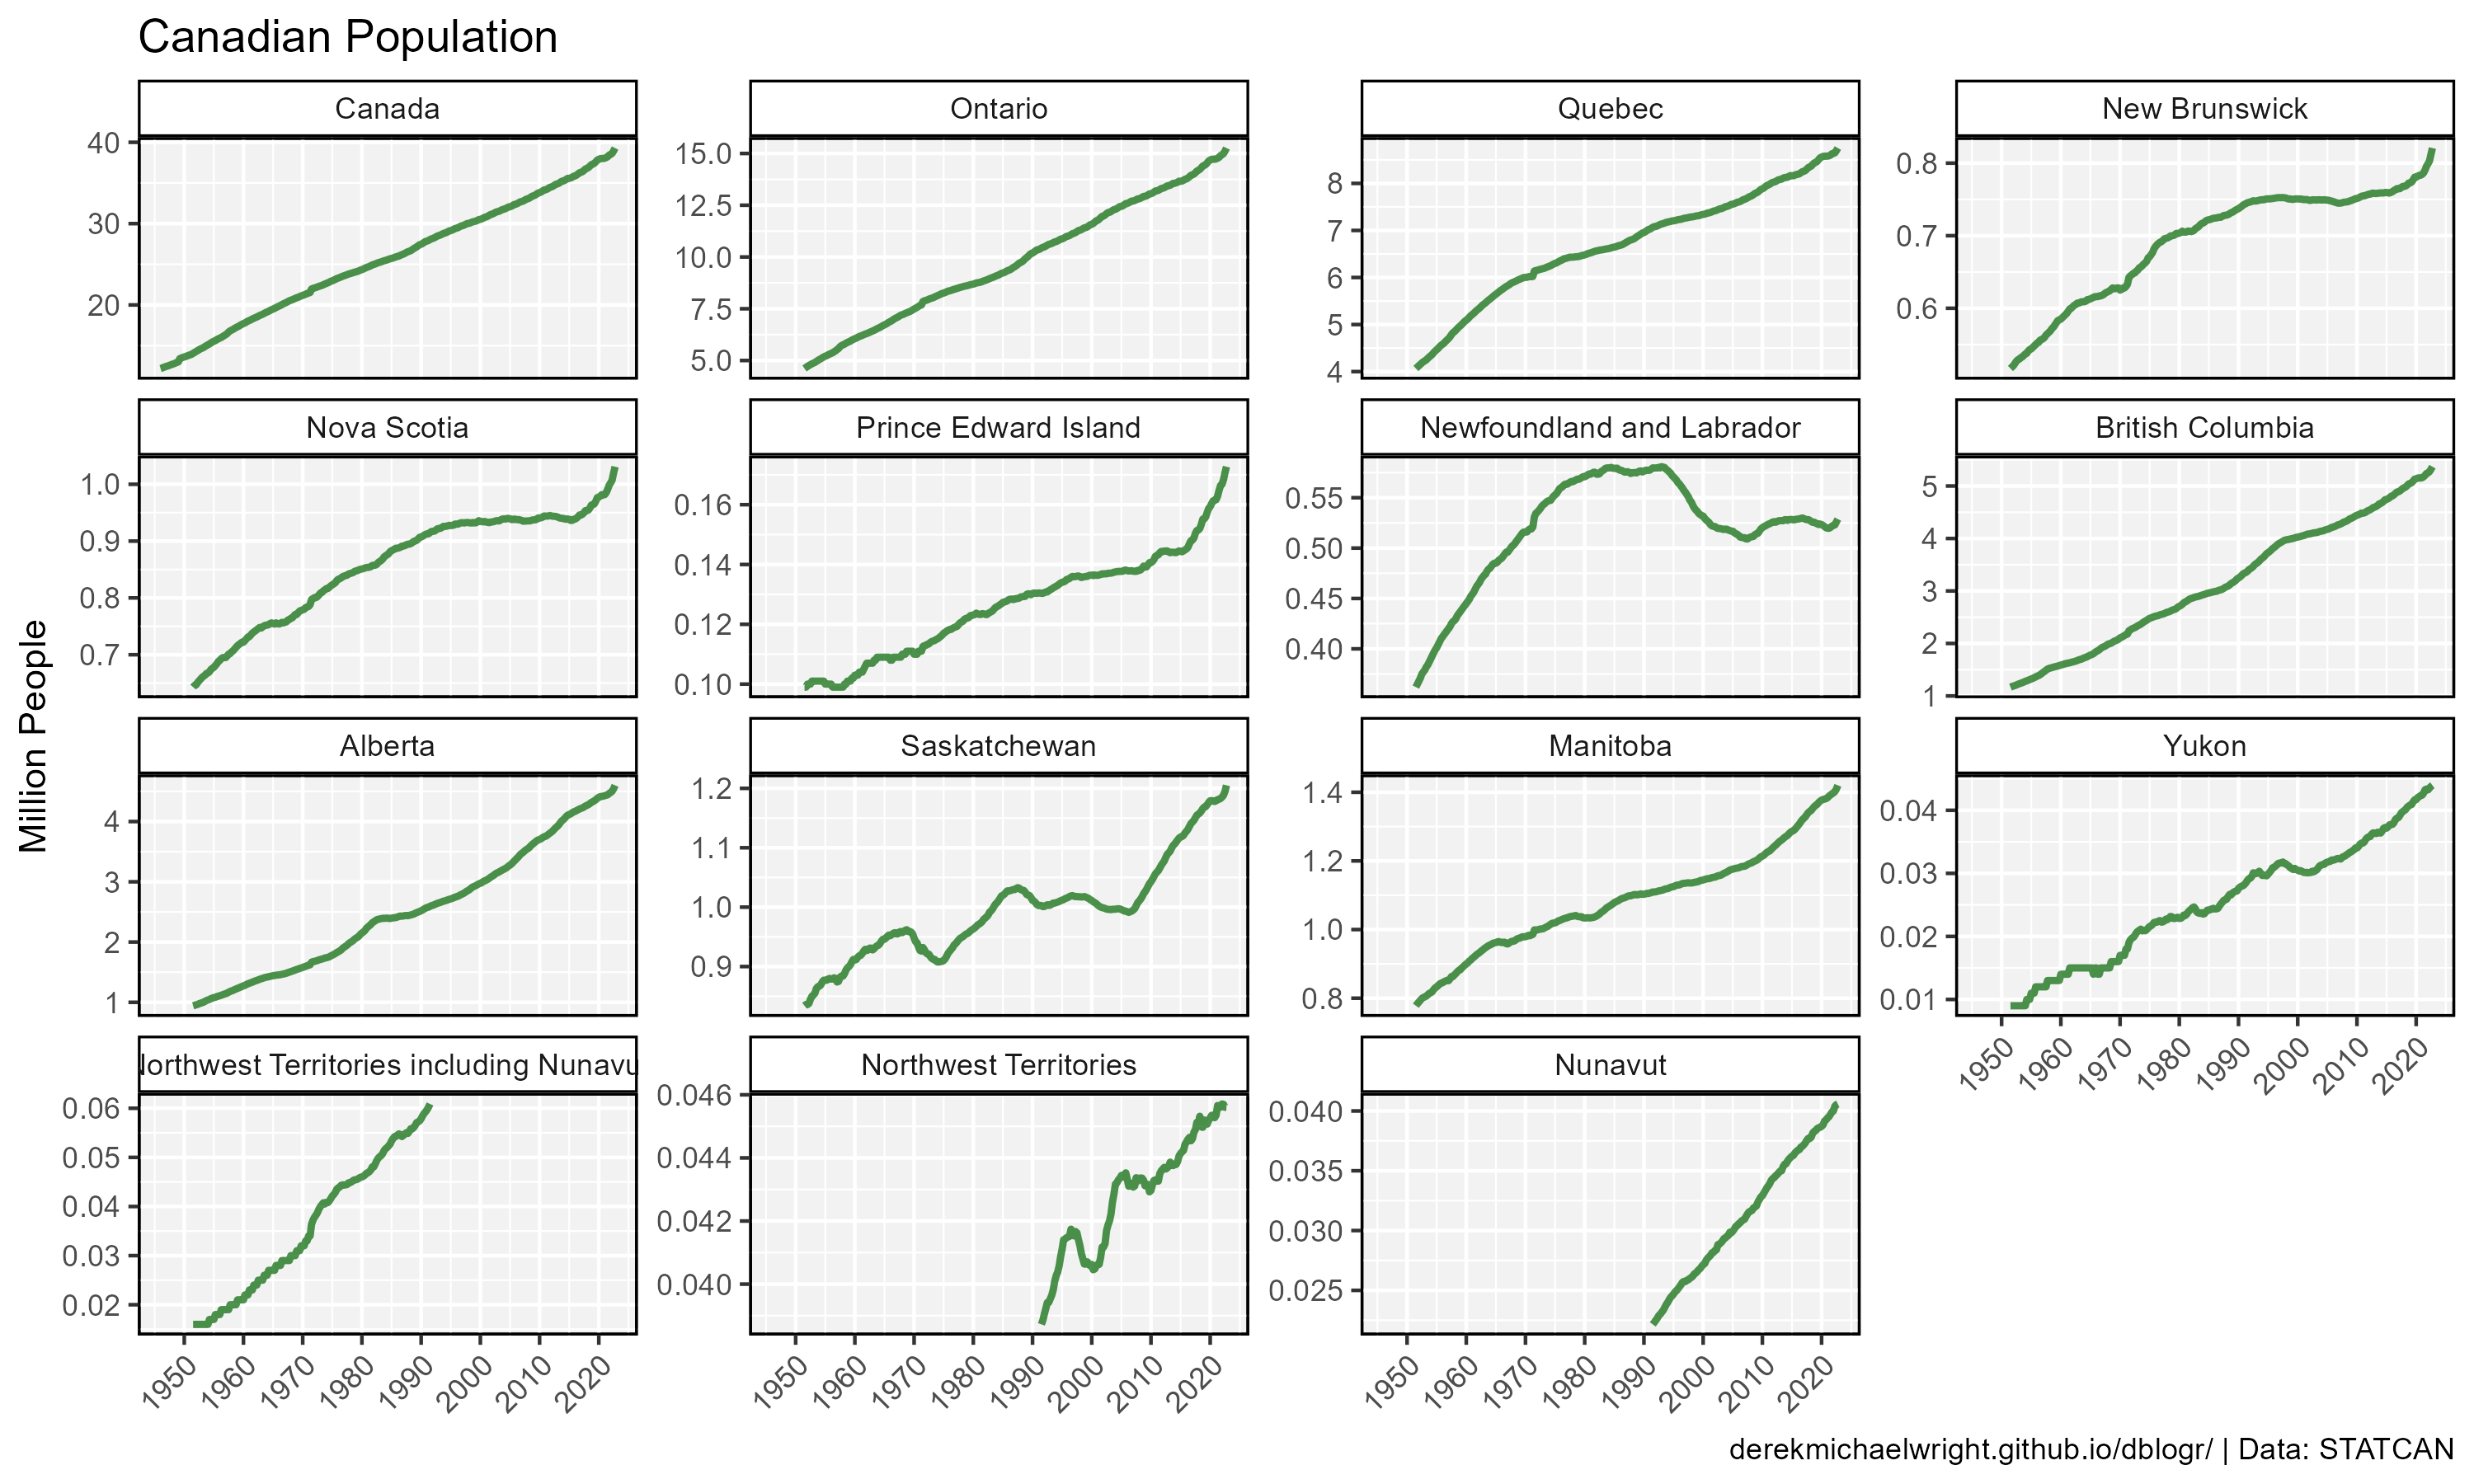 Canadian Population
Canada
Ontario
Quebec
New Brunswick
40
30
20
15.0
12.5
10.0
7.5
5.0
8
7
6
5
4
0.8
0.7
0.6
Nova Scotia
Prince Edward Island
Newfoundland and Labrador
British Columbia
1.0
0.9
0.8
0.7
0.16
0.14
0.12
0.10
0.55
0.50
0.45
0.40
5
4
3
2
1
Million People
Alberta
Saskatchewan
Manitoba
Yukon
4
3
2
1
1.2
1.1
1.0
0.9
1.4
1.2
1.0
0.8
0.04
0.03
0.02
0.01
1950 1960 1970 1980 1990 2000 2010 2020
Northwest Territories including Nunavu
Northwest Territories
Nunavut
0.06
0.05
0.04
0.03
0.02
0.046
0.044
0.042
0.040
0.040
0.035
0.030
0.025
1950 1960 1970 1980 1990 2000 2010 2020
1950 1960 1970 1980 1990 2000 2010 2020
1950 1960 1970 1980 1990 2000 2010 2020
derekmichaelwright.github.io/dblogr/ | Data: STATCAN